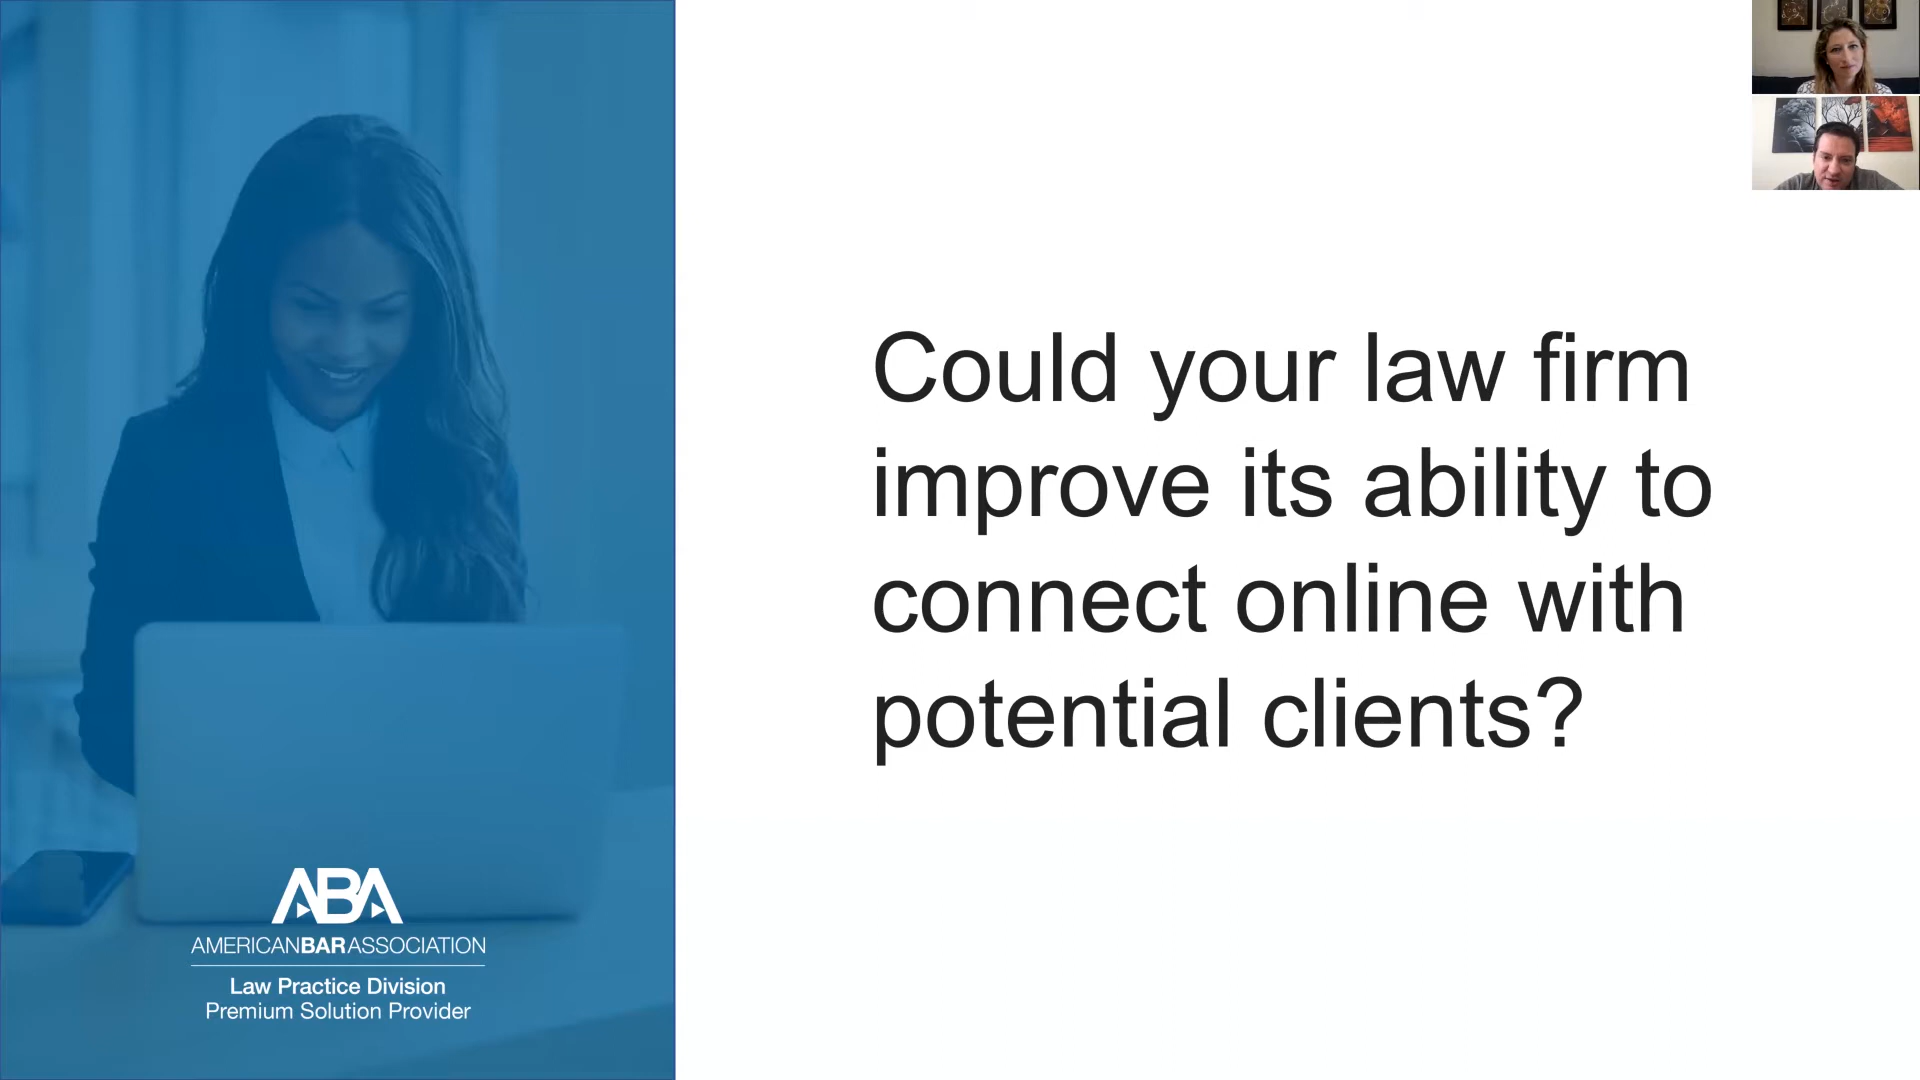 Could your law firm
improve its ability to
connect online with
potential clients?
ABA
AMERICANBARASSOCIATION
Law Practice Division
Premium Solution Provider